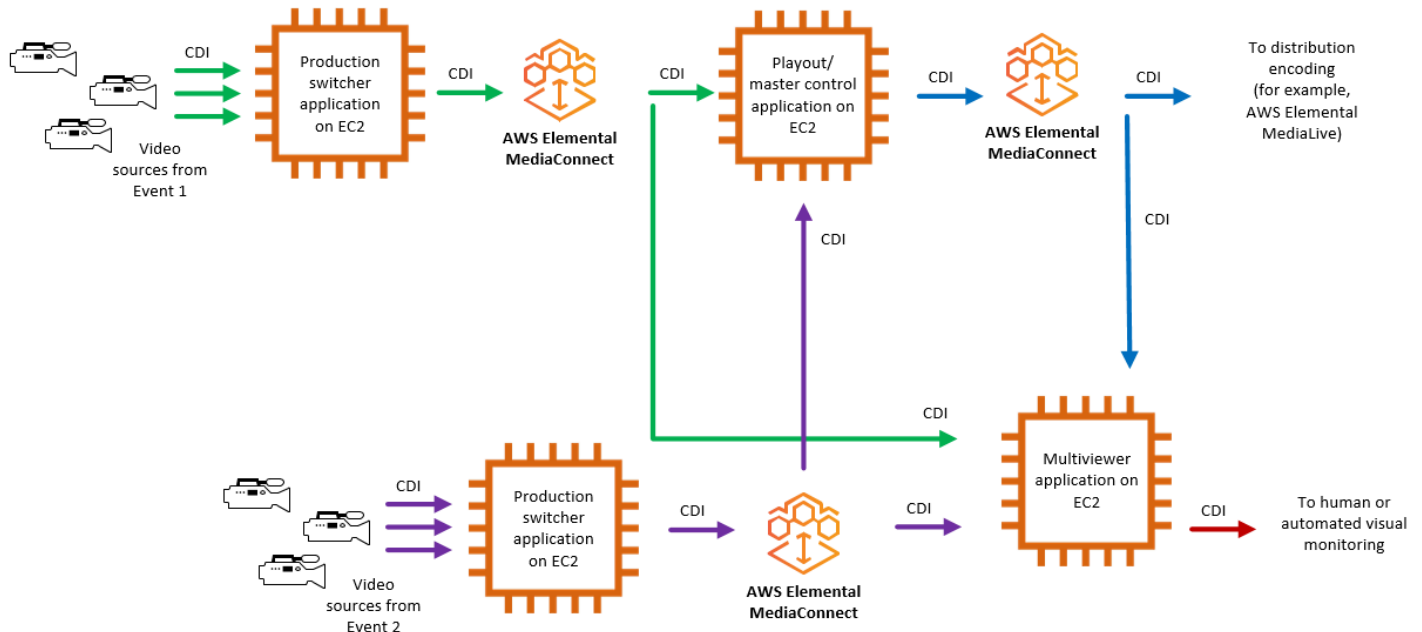 CDI
Production
switcher
application
on EC2
Video
sources from
Event 1
CDI
AWS Elemental
MediaConnect
CDI
Playout/
master control
application on
EC2
CDI
AWS Elemental
MediaConnect
CDI
To distribution
encoding
(for example,
AWS Elemental
MediaLive)
CDI
CDI
CDI
CDI
Production
switcher
application
on EC2
Video
sources from
Event 2
CDI
AWS Elemental
MediaConnect
CDI
Multiviewer
application on
EC2
CDI
To human or
automated visual
monitoring